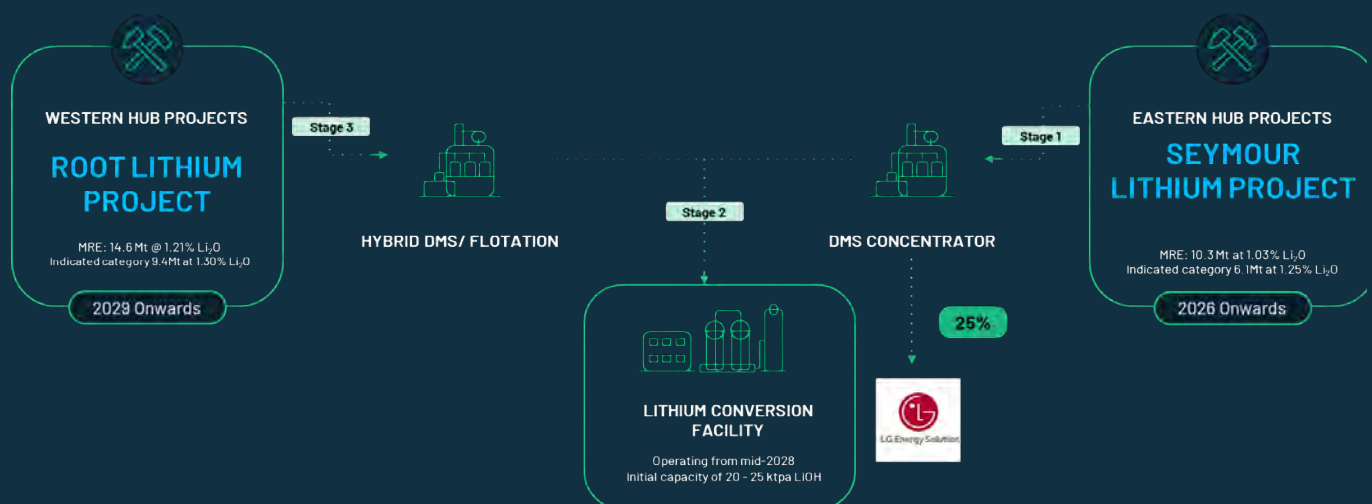 WESTERN HUB PROJECTS
ROOT LITHIUM
PROJECT
MRE: 14.6 Mt @ 1.21% Li₂O
Indicated category 9.4Mt at 1.30% Li₂O
2029 Onwards
Stage 3
HYBRID DMS/ FLOTATION
Stage 2
LITHIUM CONVERSION
FACILITY
Operating from mid-2028
Initial capacity of 20 - 25 ktpa LiOH
Stage 1
DMS CONCENTRATOR
25%
LG Energy Solution
EASTERN HUB PROJECTS
SEYMOUR
LITHIUM PROJECT
MRE: 10.3 Mt at 1.03% Li₂O
Indicated category 6.1Mt at 1.25% Li₂O
2026 Onwards